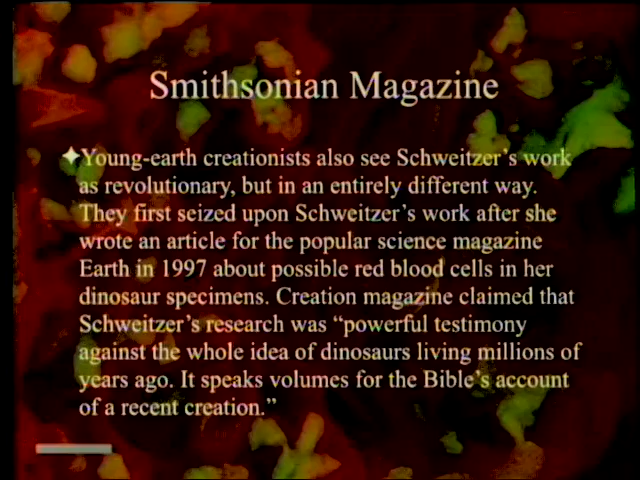 Smithsonian Magazine
Young-earth creationists also see Schweitzer's work
as revolutionary, but in an entirely different way.
They first seized upon Schweitzer's work after she
wrote an article for the popular science magazine
Earth in 1997 about possible red blood cells in her
dinosaur specimens. Creation magazine claimed that
Schweitzer's research was “powerful testimony
against the whole idea of dinosaurs living millions of
years ago. It speaks volumes for the Bible's account
of a recent creation.”